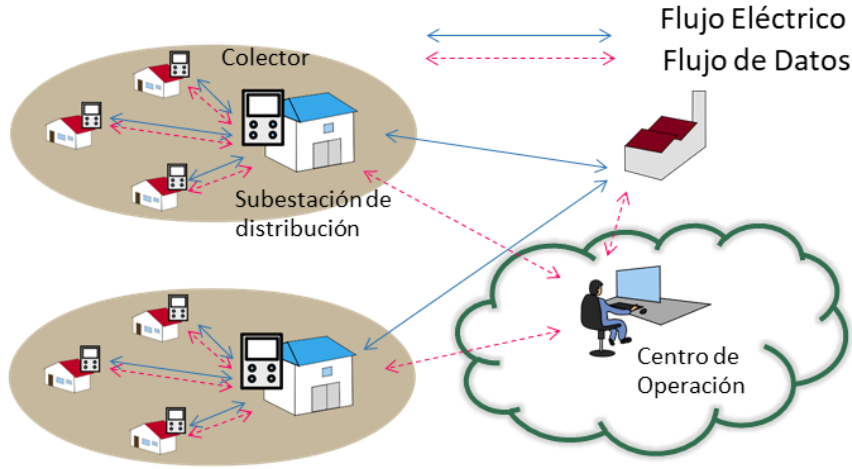 Flujo Eléctrico
Flujo de Datos
Colector
Subestación de
distribución
Centro de
Operación